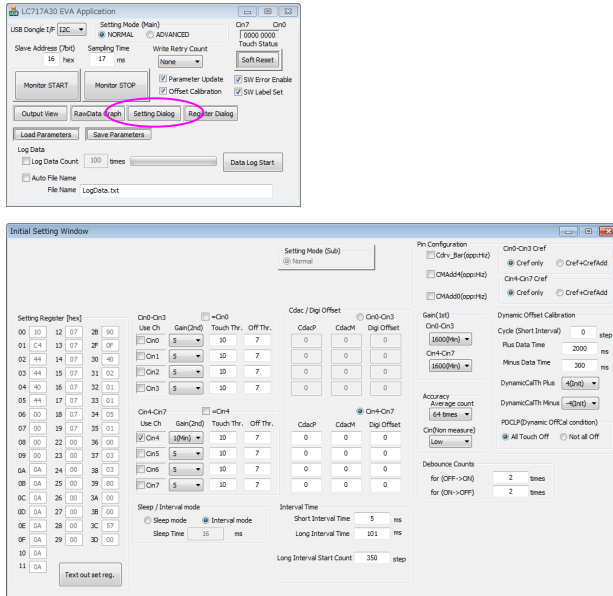 LC717A30 EVA Application
USB Dongle I/F I2C
Setting Mode (Main)
NORMAL ADVANCED
Cin7 Cin0
0000 0000
Touch Status
Slave Address (7bit) Sampling Time Write Retry Count
16 hex 17 ms None Soft Reset
Monitor START Monitor STOP
Parameter Update SW Error Enable
Offset Calibration SW Label Set
Output View RawData Graph Setting Dialog Register Dialog
Load Parameters Save Parameters
Log Data
Log Data Count 100 times Data Log Start
Auto File Name
File Name LogData.txt
Initial Setting Window
Setting Mode (Sub)
Normal
Pin Configuration
Cdrv_Bar(opp:Hiz)
CMAdd4(opp:Hiz)
CMAdd0(opp:Hiz)
Cin0-Cin3 Cref
Cref only Cref+CrefAdd
Cin4-Cin7 Cref
Cref only Cref+CrefAdd
Setting Register [hex]
00 10 12 07 2B 90
01 C4 13 07 2F 0F
02 44 14 07 30 40
03 44 15 07 31 02
04 40 16 07 32 01
05 44 17 07 33 01
06 00 18 07 34 05
07 00 19 07 35 01
08 00 22 00 36 00
09 00 23 00 37 03
0A 0A 24 00 38 03
0B 0A 25 00 39 80
0C 0A 26 00 3A 00
0D 0A 27 00 3B 00
0E 0A 28 00 3C 57
0F 0A 29 00 3D 00
10 0A
11 0A
Text out set reg.
Cin0-Cin3 =Cin0
Use Ch Gain(2nd) Touch Thr. Off Thr.
Cin0 5 10 7
Cin1 5 10 7
Cin2 5 10 7
Cin3 5 10 7
Cin4-Cin7 =Cin4
Use Ch Gain(2nd) Touch Thr. Off Thr.
Cin4 1(Min) 10 7
Cin5 5 10 7
Cin6 5 10 7
Cin7 5 10 7
Cdac / Digi Offset
Cin0-Cin3
CdacP CdacM Digi Offset
0 0 0
0 0 0
0 0 0
0 0 0
Cin4-Cin7
CdacP CdacM Digi Offset
0 0 0
0 0 0
0 0 0
0 0 0
Sleep / Interval mode
Sleep mode Interval mode
Sleep Time 16 ms
Interval Time
Short Interval Time 5 ms
Long Interval Time 101 ms
Long Interval Start Count 350 step
Gain(1st)
Cin0-Cin3
1600(Min)
Cin4-Cin7
1600(Min)
Accuracy
Average count
64 times
Cin(Non measure)
Low
Dynamic Offset Calibration
Cycle (Short Interval) 0 step
Plus Data Time 2000 ms
Minus Data Time 300 ms
DynamicCalTh Plus 4(Init)
DynamicCalTh Minus -4(Init)
PDCLP(Dynamic OffCal condition)
All Touch Off Not all Off
Debounce Counts
for (OFF->ON) 2 times
for (ON->OFF) 2 times